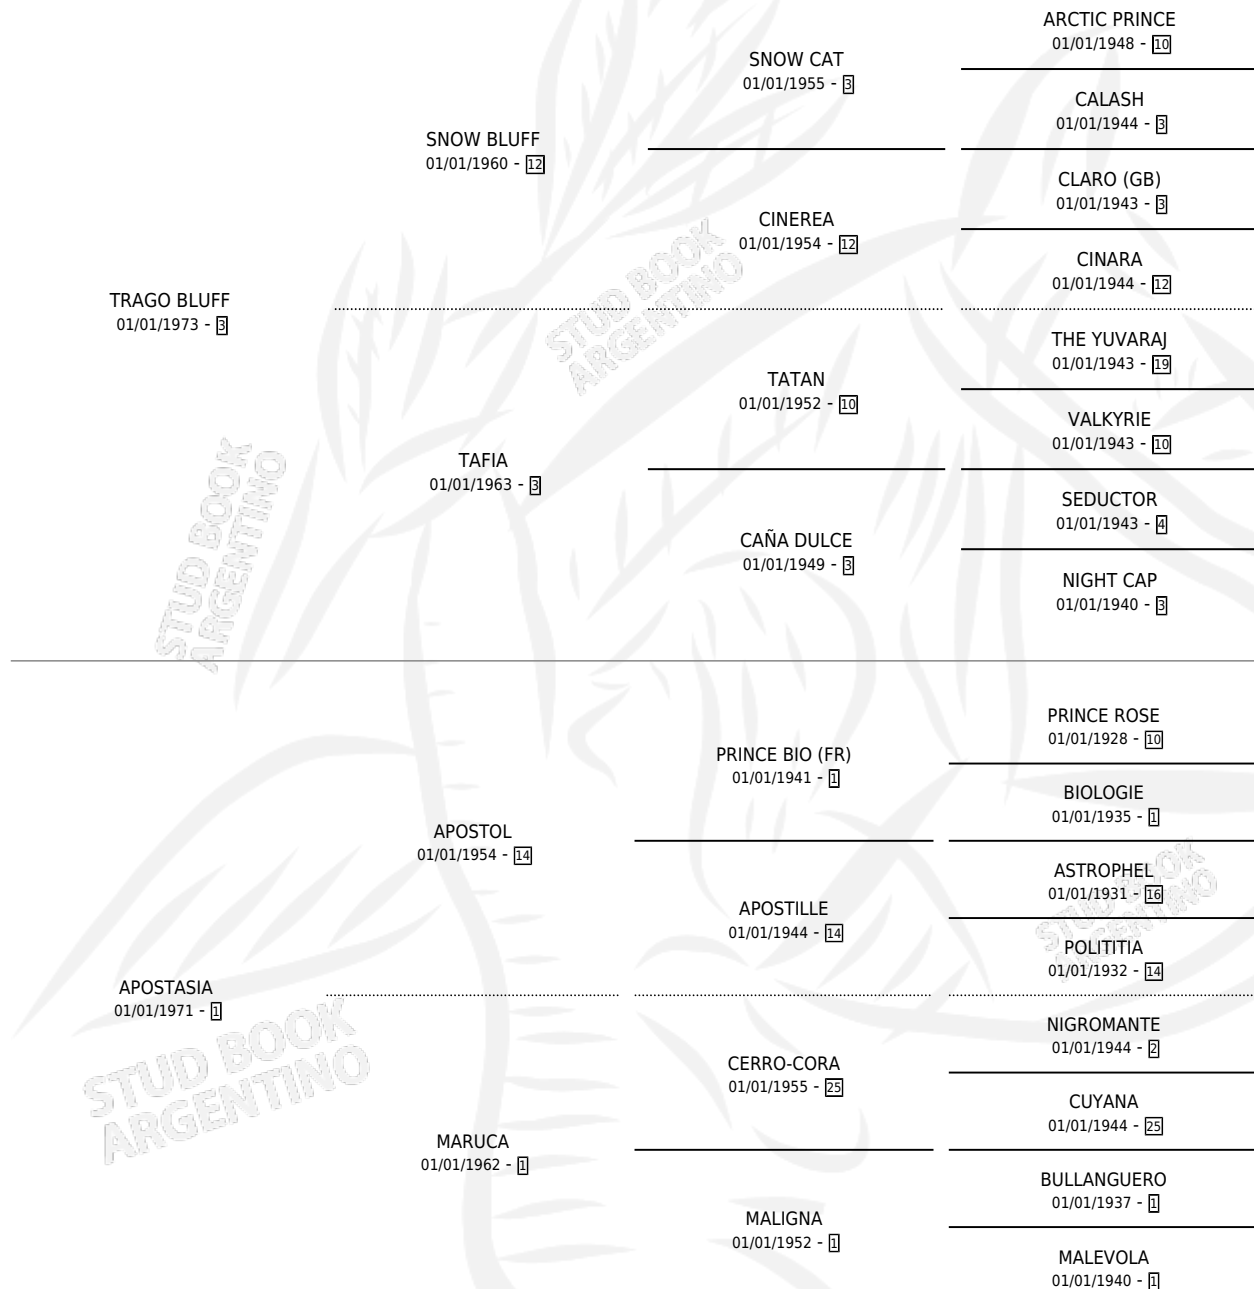 ARCTIC PRINCE
01/01/1948 - 10
SNOW CAT
01/01/1955 - 3
CALASH
01/01/1944 - 3
SNOW BLUFF
01/01/1960 - 12
CLARO (GB)
01/01/1943 - 3
CINEREA
01/01/1954 - 12
CINARA
01/01/1944 - 12
TRAGO BLUFF
01/01/1973 - 3
THE YUVARAJ
01/01/1943 - 19
TATAN
01/01/1952 - 10
VALKYRIE
01/01/1943 - 10
TAFIA
01/01/1963 - 3
SEDUCTOR
01/01/1943 - 4
CAÑA DULCE
01/01/1949 - 3
NIGHT CAP
01/01/1940 - 3
STUD BOOK
ARGENTINO
STUD BOOK
ARGENTINO
PRINCE ROSE
01/01/1928 - 10
PRINCE BIO (FR)
01/01/1941 - 1
BIOLOGIE
01/01/1935 - 1
APOSTOL
01/01/1954 - 14
ASTROPHEL
01/01/1931 - 16
APOSTILLE
01/01/1944 - 14
POLITITIA
01/01/1932 - 14
APOSTASIA
01/01/1971 - 1
NIGROMANTE
01/01/1944 - 2
CERRO-CORA
01/01/1955 - 25
CUYANA
01/01/1944 - 25
MARUCA
01/01/1962 - 1
BULLANGUERO
01/01/1937 - 1
MALIGNA
01/01/1952 - 1
MALEVOLA
01/01/1940 - 1
STUD BOOK
ARGENTINO
STUD BOOK
ARGENTINO